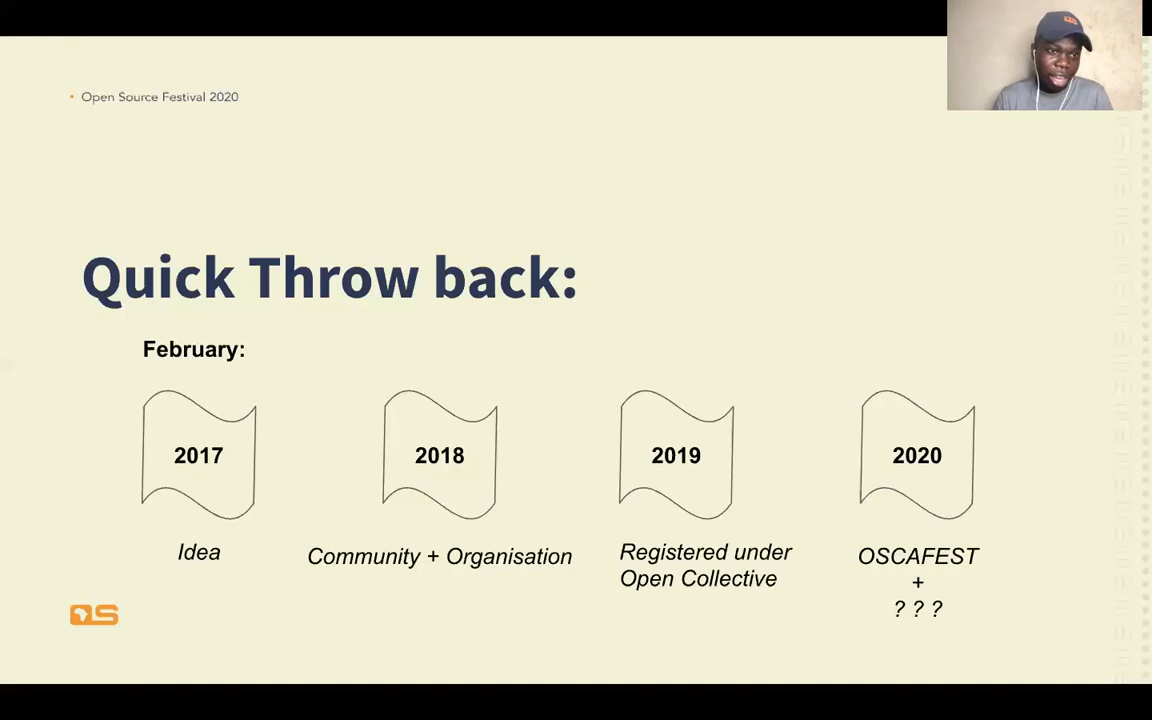 • Open Source Festival 2020
Quick Throw back:
February:
2017
2018
2019
2020
Idea
Community + Organisation
Registered under
Open Collective
OSCAFEST
+
? ? ?
OS